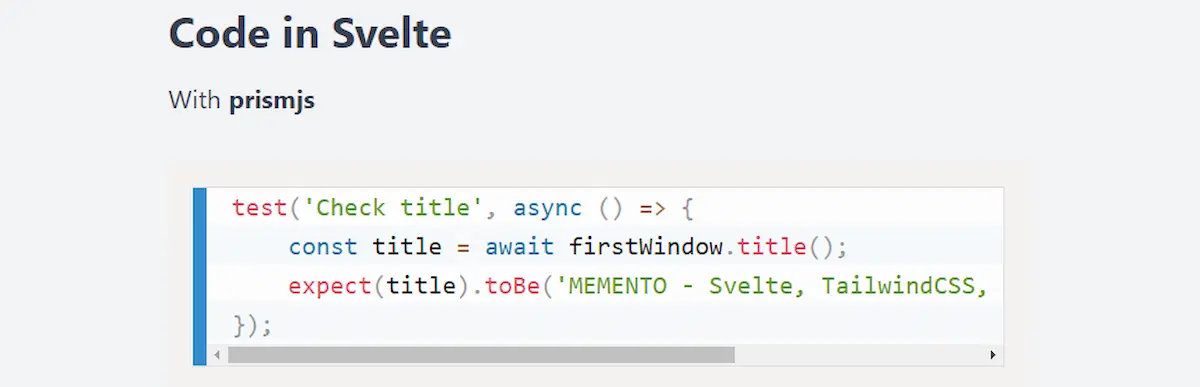 Code in Svelte
With prismjs
test('Check title', async () => {
    const title = await firstWindow.title();
    expect(title).toBe('MEMENTO - Svelte, TailwindCSS,
});